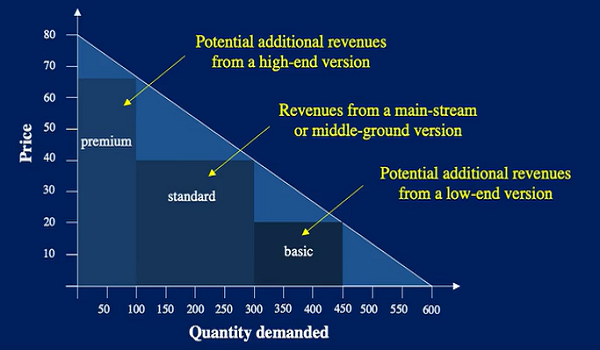 Potential additional revenues
from a high-end version
Revenues from a main-stream
or middle-ground version
Potential additional revenues
from a low-end version
Price
80
70
60
50
40
30
20
10
premium
standard
basic
50 100 150 200 250 300 350 400 450 500 550 600
Quantity demanded